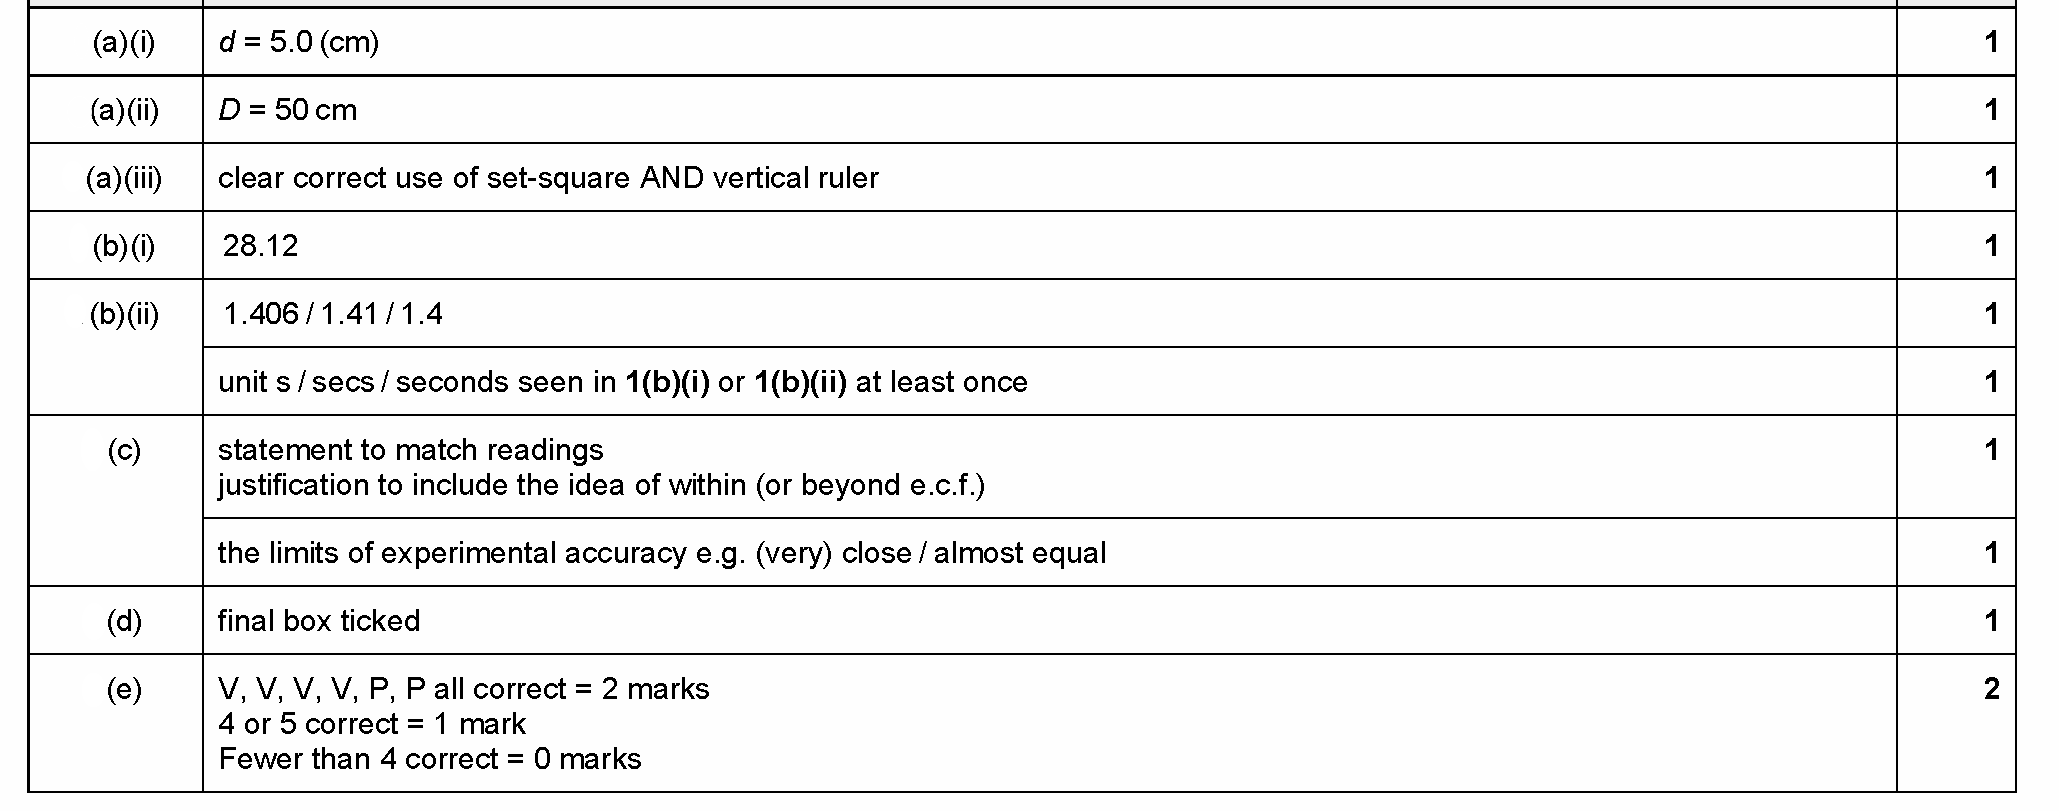 (a)(i) d = 5.0 (cm) 1
(a)(ii) D = 50 cm 1
(a)(iii) clear correct use of set-square AND vertical ruler 1
(b)(i) 28.12 1
(b)(ii) 1.406 / 1.41 / 1.4 1
unit s / secs / seconds seen in 1(b)(i) or 1(b)(ii) at least once 1
(c) statement to match readings 1
justification to include the idea of within (or beyond e.c.f.)
the limits of experimental accuracy e.g. (very) close / almost equal 1
(d) final box ticked 1
(e) V, V, V, V, P, P all correct = 2 marks 2
4 or 5 correct = 1 mark
Fewer than 4 correct = 0 marks